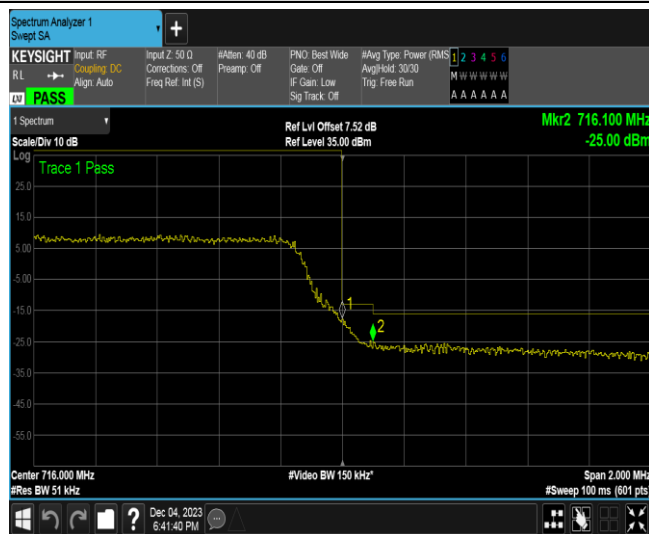 Spectrum Analyzer 1
Swept SA
+
KEYSIGHT
RL
LXI PASS
Input: RF
Coupling: DC
Align: Auto
Input Z: 50 Ω
Corrections: Off
Freq Ref: Int (S)
#Atten: 40 dB
Preamp: Off
PNO: Best Wide
Gate: Off
IF Gain: Low
Sig Track: Off
#Avg Type: Power (RMS
Avg|Hold: 30/30
Trig: Free Run
1 2 3 4 5 6
M W W W W W
A A A A A A
1 Spectrum
Scale/Div 10 dB
Ref Lvl Offset 7.52 dB
Ref Level 35.00 dBm
Mkr2 716.100 MHz
-25.00 dBm
Log
Trace 1 Pass
25.0
15.0
5.00
-5.00
-15.0
-25.0
-35.0
-45.0
-55.0
1
2
Center 716.000 MHz
#Res BW 51 kHz
#Video BW 150 kHz*
Span 2.000 MHz
#Sweep 100 ms (601 pts)
?
Dec 04, 2023
6:41:40 PM